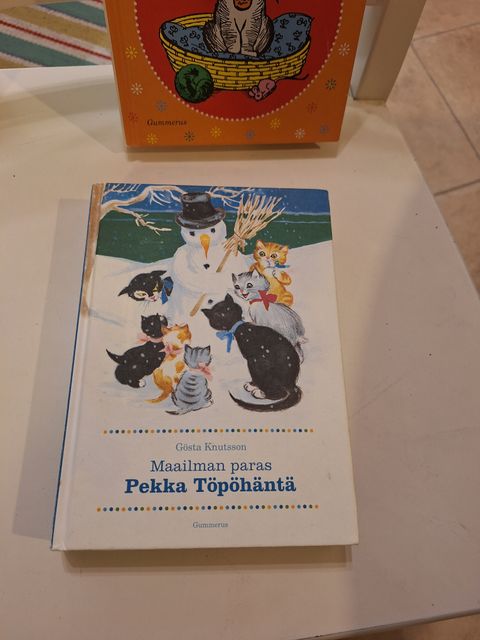 Gummerus
Gösta Knutsson
Maailman paras
Pekka Töpöhäntä
Gummerus